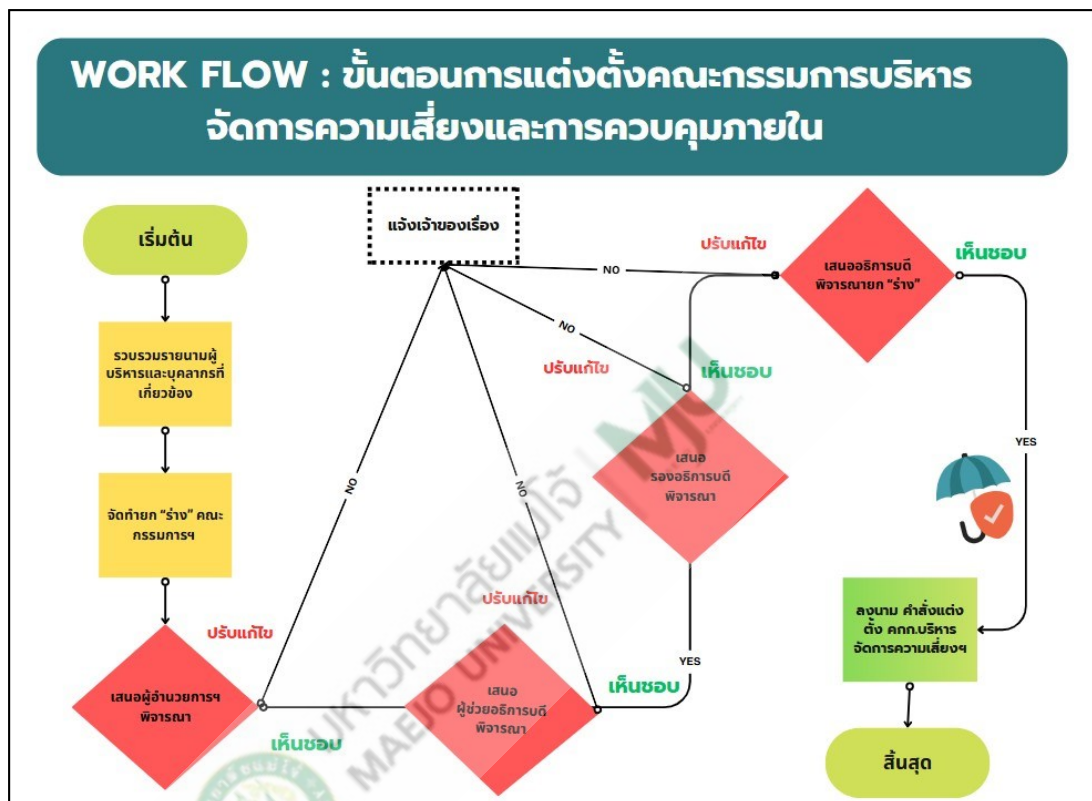 WORK FLOW : ขั้นตอนการแต่งตั้งคณะกรรมการบริหาร
จัดการความเสี่ยงและการควบคุมภายใน
เริ่มต้น
รวบรวมรายนามผู้
บริหารและบุคลากรที่
เกี่ยวข้อง
จัดทำยก “ร่าง” คณะ
กรรมการฯ
ปรับแก้ไข
เสนอผู้อำนวยการฯ
พิจารณา
เห็นชอบ
NO
แจ้งเจ้าของเรื่อง
ปรับแก้ไข
เสนอ
ผู้ช่วยอธิการบดี
พิจารณา
เห็นชอบ
NO
YES
ปรับแก้ไข
เสนอ
รองอธิการบดี
พิจารณา
เห็นชอบ
NO
ปรับแก้ไข
เสนออธิการบดี
พิจารณายก “ร่าง”
เห็นชอบ
NO
YES
ลงนาม คำสั่งแต่ง
ตั้ง คกก.บริหาร
จัดการความเสี่ยงฯ
สิ้นสุด
มหาวิทยาลัยแม่โจ้
MAEJO UNIVERSITY
MJU